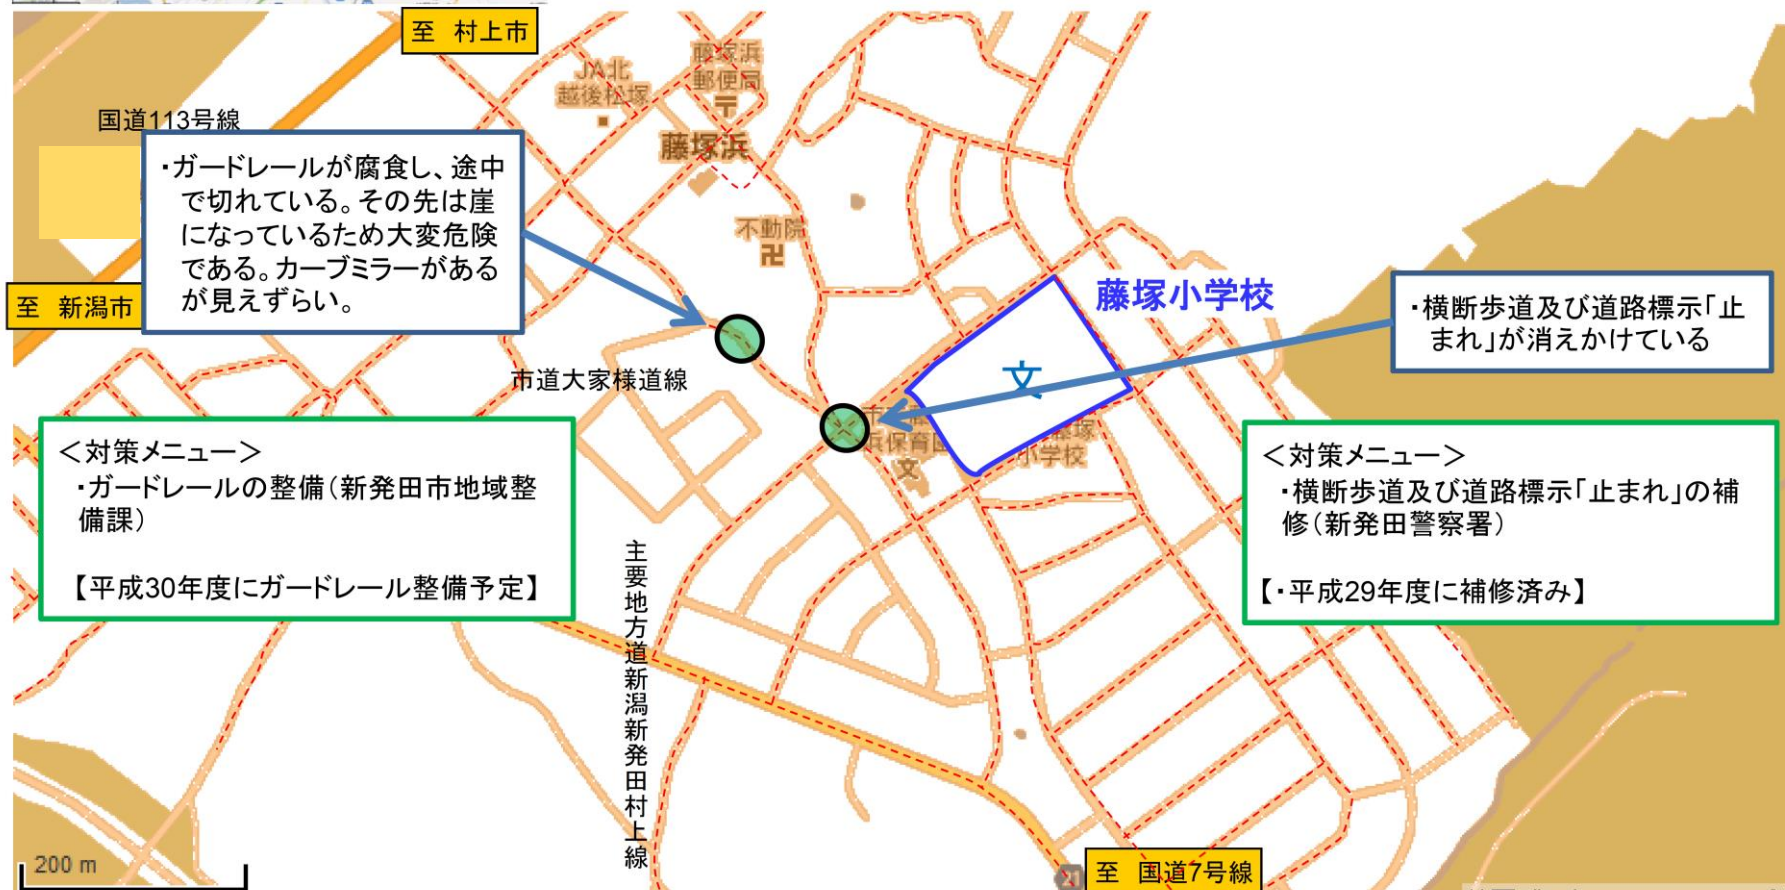 至 村上市
国道113号線
JA北
越後松塚
藤塚浜
郵便局
藤塚浜
不動院
・ガードレールが腐食し、途中
で切れている。その先は崖
になっているため大変危険
である。カーブミラーがある
が見えずらい。
至 新潟市
藤塚小学校
文
・横断歩道及び道路標示「止
まれ」が消えかけている
市道大家様道線
浜保育園
文
藤塚
小学校
＜対策メニュー＞
・ガードレールの整備(新発田市地域整
備課)
【平成30年度にガードレール整備予定】
＜対策メニュー＞
・横断歩道及び道路標示「止まれ」の補
修(新発田警察署)
【・平成29年度に補修済み】
主要地方道新潟新発田村上線
200 m
至 国道7号線